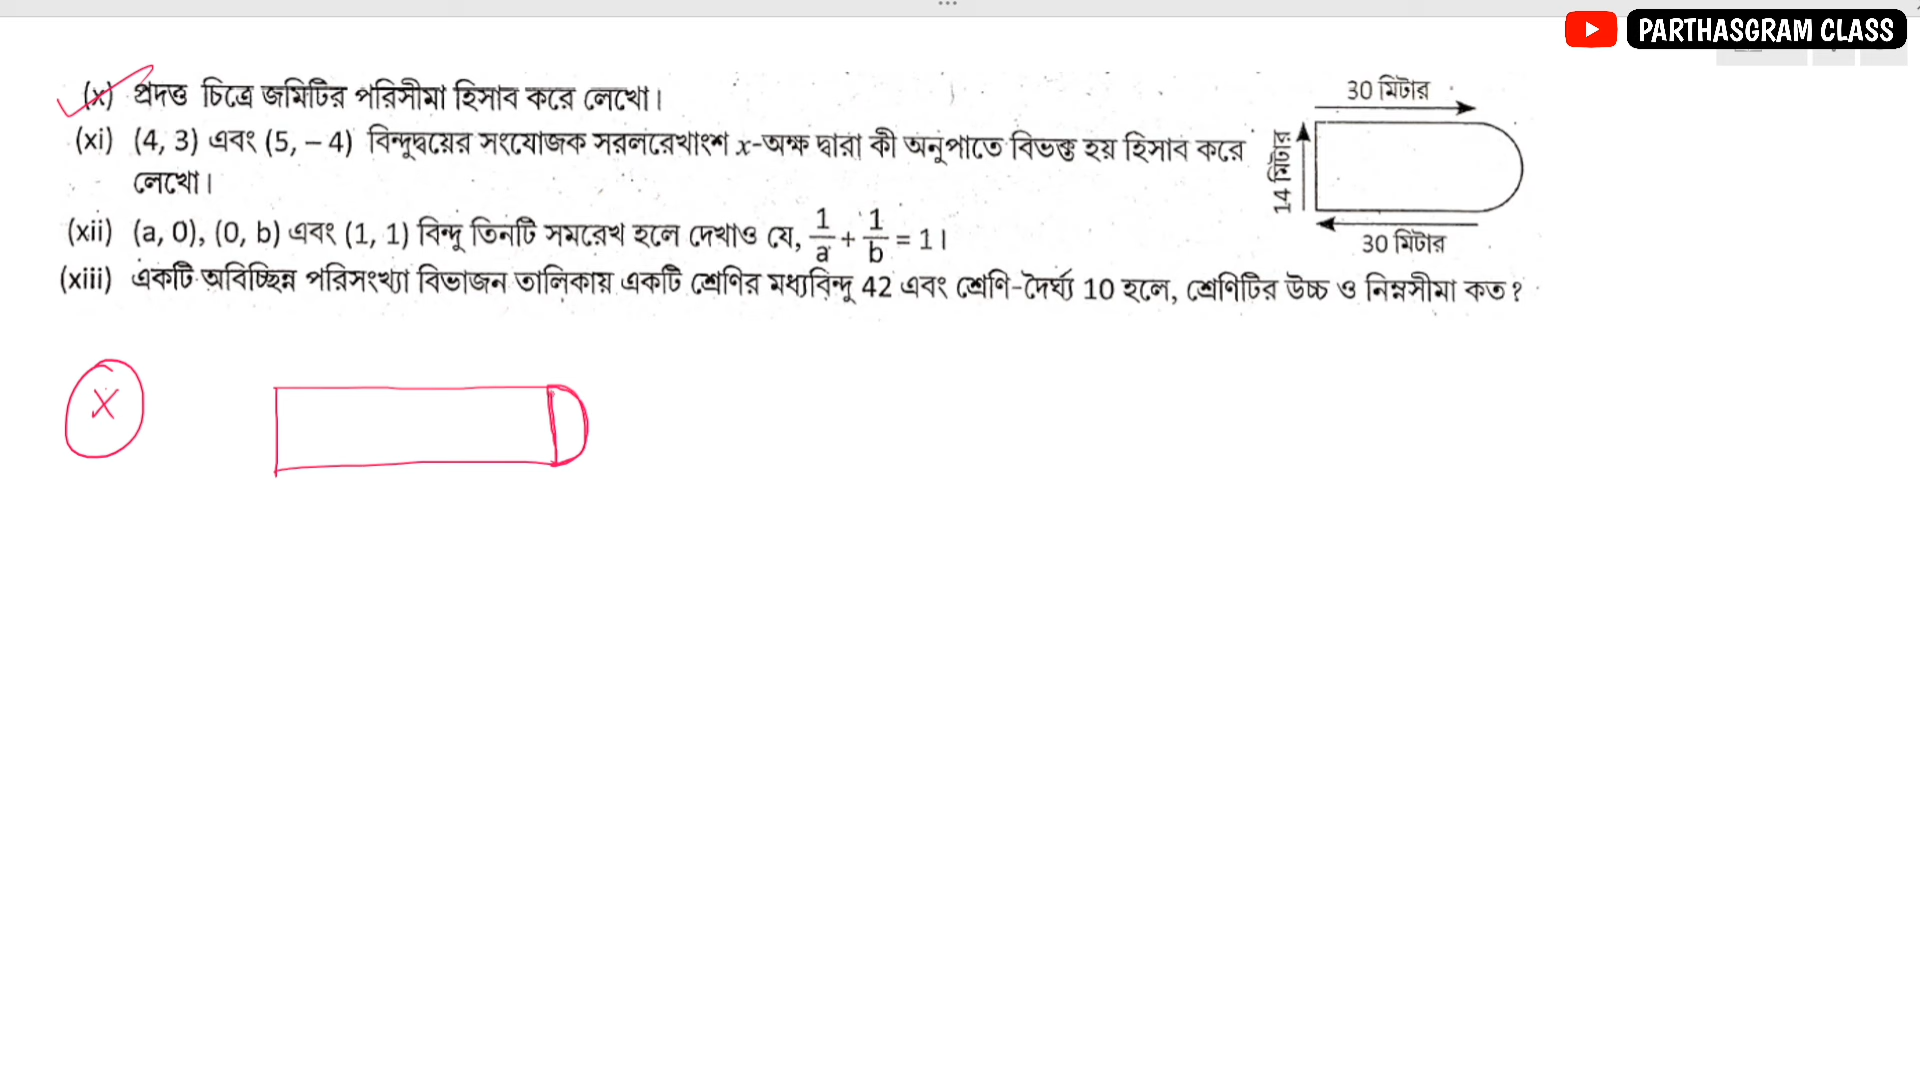 PARTHASGRAM CLASS
(x) প্রদত্ত চিত্রে জমিটির পরিসীমা হিসাব করে লেখো।
30 মিটার
14 মিটার
30 মিটার
(xi) (4, 3) এবং (5, – 4) বিন্দুদ্বয়ের সংযোজক সরলরেখাংশ x-অক্ষ দ্বারা কী অনুপাতে বিভক্ত হয় হিসাব করে
লেখো।
(xii) (a, 0), (0, b) এবং (1, 1) বিন্দু তিনটি সমরেখ হলে দেখাও যে, 1/a + 1/b = 1।
(xiii) একটি অবিচ্ছিন্ন পরিসংখ্যা বিভাজন তালিকায় একটি শ্রেণির মধ্যবিন্দু 42 এবং শ্রেণি-দৈর্ঘ্য 10 হলে, শ্রেণিটির উচ্চ ও নিম্নসীমা কত?
X